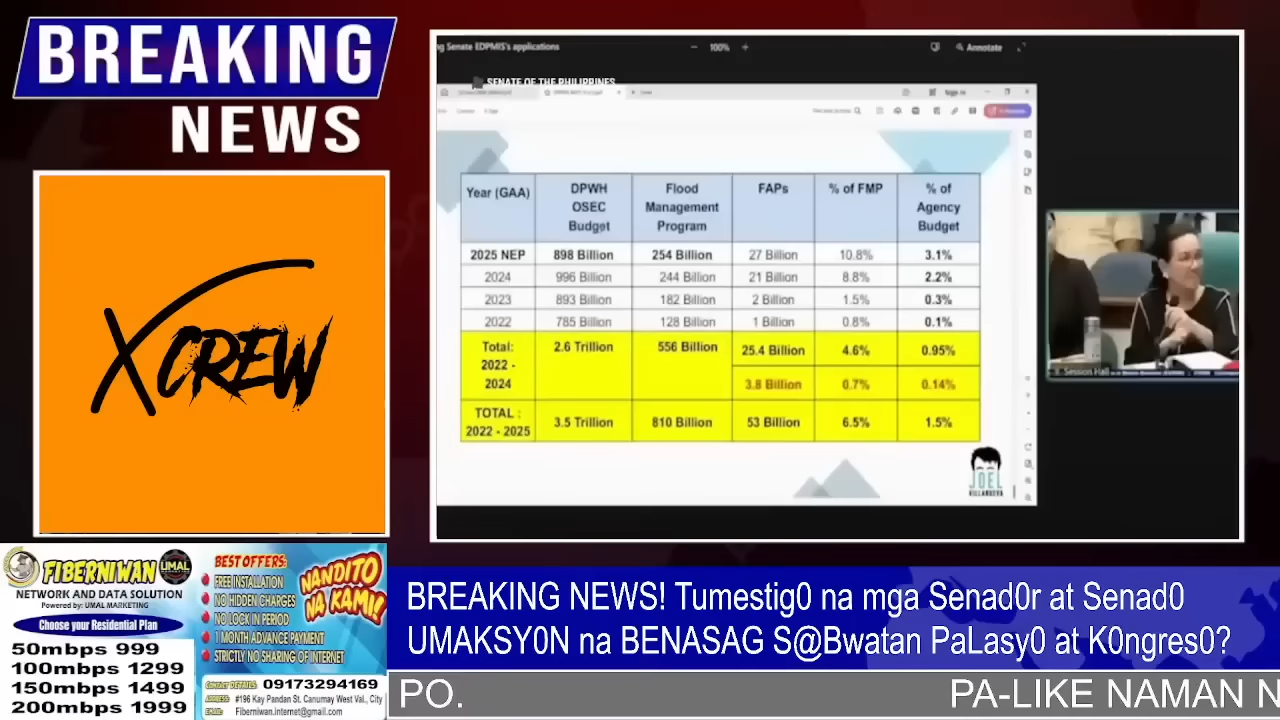 BREAKING
NEWS
XCREW
FIBERNIWAN
UMAL
NETWORK AND DATA SOLUTION
Powered by: UMAL MARKETING
Choose your Residential Plan
50mbps 999
100mbps 1299
150mbps 1499
200mbps 1999
BEST OFFERS:
FREE INSTALLATION
NO HIDDEN CHARGES
NO LOCK IN PERIOD
1 MONTH ADVANCE PAYMENT
STRICTLY NO SHARING OF INTERNET
NANDITO
NA KAMI!
CONTACT DETAILS: 09173294169
ADDRESS: #196 Kay Pandan St. Canumay West Val., City
EMAIL: Fiberniwan.internet@gmail.com
ng Senate EDPMIS's applications
100%
Annotate
SENATE OF THE PHILIPPINES
Sign in
Year (GAA) DPWH OSEC Budget Flood Management Program FAPs % of FMP % of Agency Budget
2025 NEP 898 Billion 254 Billion 27 Billion 10.8% 3.1%
2024 996 Billion 244 Billion 21 Billion 8.8% 2.2%
2023 893 Billion 182 Billion 2 Billion 1.5% 0.3%
2022 785 Billion 128 Billion 1 Billion 0.8% 0.1%
Total: 2022 - 2024 2.6 Trillion 556 Billion 25.4 Billion 4.6% 0.95%
3.8 Billion 0.7% 0.14%
TOTAL : 2022 - 2025 3.5 Trillion 810 Billion 53 Billion 6.5% 1.5%
JOEL
VILLANUEVA
Session Hall
BREAKING NEWS! Tumestig0 na mga Senad0r at Senad0
UMAKSY0N na BENASAG S@Bwatan PaLasy0 at K0ngres0?
PO. PA-LIKE NAMAN N